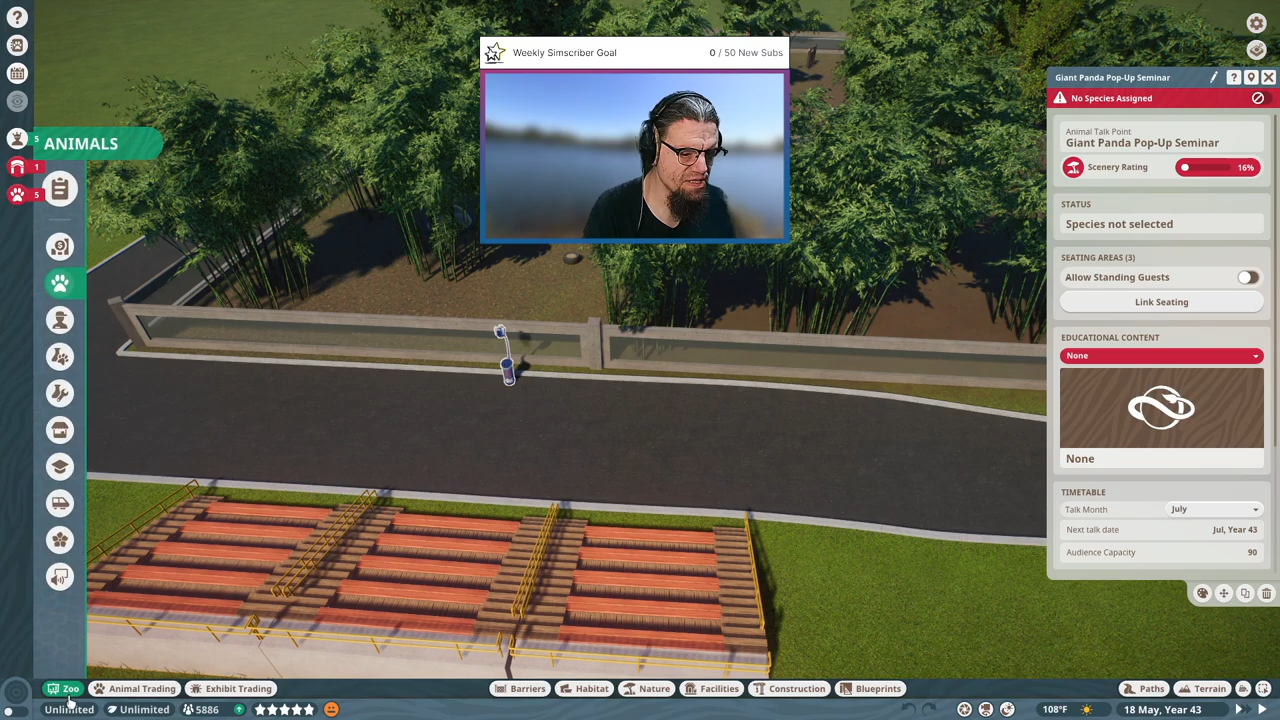 Weekly Simscriber Goal 0 / 50 New Subs
?
5
ANIMALS
1
5
Giant Panda Pop-Up Seminar ?
No Species Assigned
Animal Talk Point
Giant Panda Pop-Up Seminar
Scenery Rating 16%
STATUS
Species not selected
SEATING AREAS (3)
Allow Standing Guests
Link Seating
EDUCATIONAL CONTENT
None
None
TIMETABLE
Talk Month July
Next talk date Jul, Year 43
Audience Capacity 90
Zoo Animal Trading Exhibit Trading Barriers Habitat Nature Facilities Construction Blueprints Paths Terrain
Unlimited Unlimited 5886 108°F 18 May, Year 43